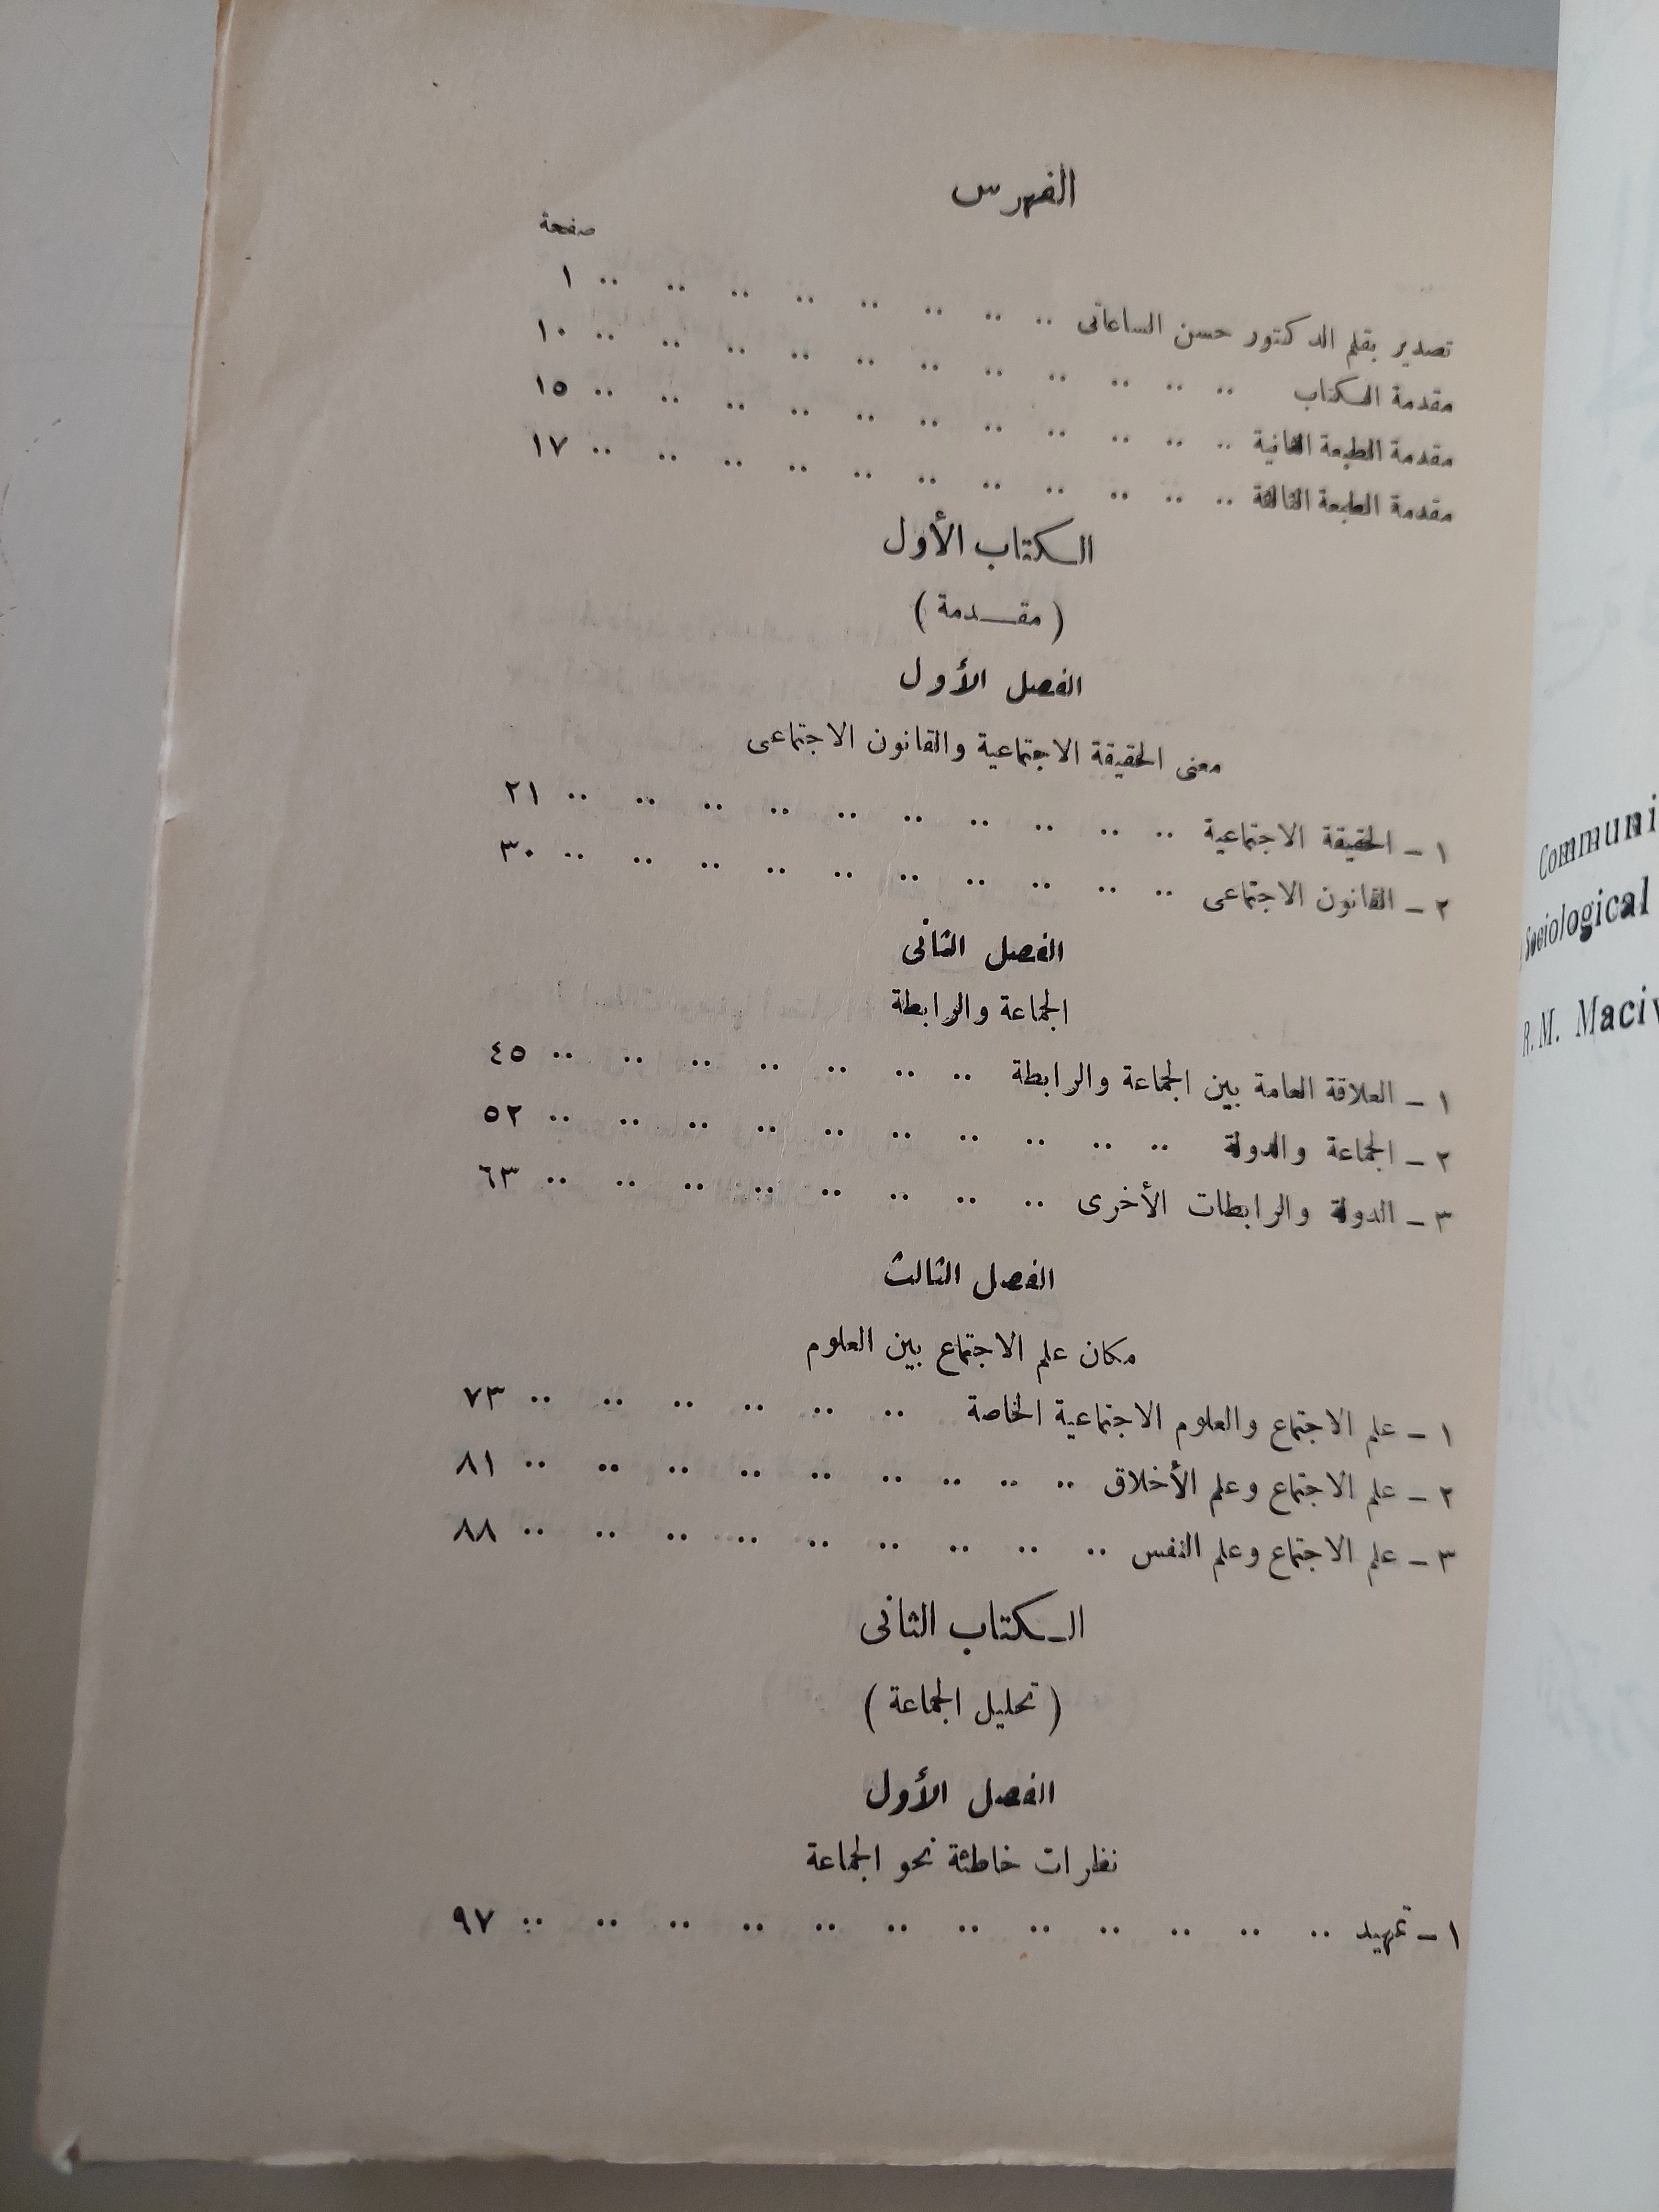 الفهرس
صفحة
تصدير بقلم الدكتور حسن الساعاتى .. .. .. .. .. .. .. .. ١
مقدمة الكتاب .. .. .. .. .. .. .. .. .. .. .. ١٠
مقدمة الطبعة الثانية .. .. .. .. .. .. .. .. .. .. .. ١٥
مقدمة الطبعة الثالثة .. .. .. .. .. .. .. .. .. .. .. ١٧
الكتاب الأول
( مقدمة )
الفصل الأول
معنى الحقيقة الاجتماعية والقانون الاجتماعى
١ - الحقيقة الاجتماعية .. .. .. .. .. .. .. .. .. .. ٢١
٢ - القانون الاجتماعى .. .. .. .. .. .. .. .. .. .. ٣٠
الفصل الثانى
الجماعة والرابطة
١ - العلاقة العامة بين الجماعة والرابطة .. .. .. .. .. .. .. ٤٥
٢ - الجماعة والدولة .. .. .. .. .. .. .. .. .. .. ٥٢
٣ - الدولة والرابطات الأخرى .. .. .. .. .. .. .. .. ٦٣
الفصل الثالث
مكان علم الاجتماع بين العلوم
١ - علم الاجتماع والعلوم الاجتماعية الخاصة .. .. .. .. .. .. ٧٣
٢ - علم الاجتماع وعلم الأخلاق .. .. .. .. .. .. .. .. .. ٨١
٣ - علم الاجتماع وعلم النفس .. .. .. .. .. .. .. .. .. ٨٨
الكتاب الثانى
( تحليل الجماعة )
الفصل الأول
نظرات خاطئة نحو الجماعة
١ - تمهيد .. .. .. .. .. .. .. .. .. .. .. .. ٩٧
Communi
Sociological
R. M. Maciv